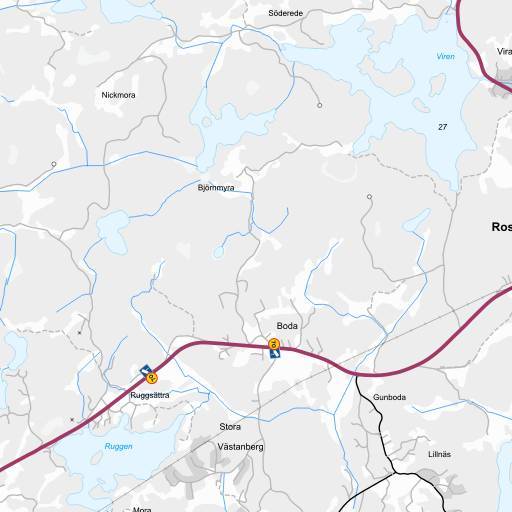 Söderede
Vira
Viren
Nickmora
27
Björnmyra
Ros
Boda
Ruggsättra
Gunboda
Stora
Västanberg
Ruggen
Lillnäs
Mora